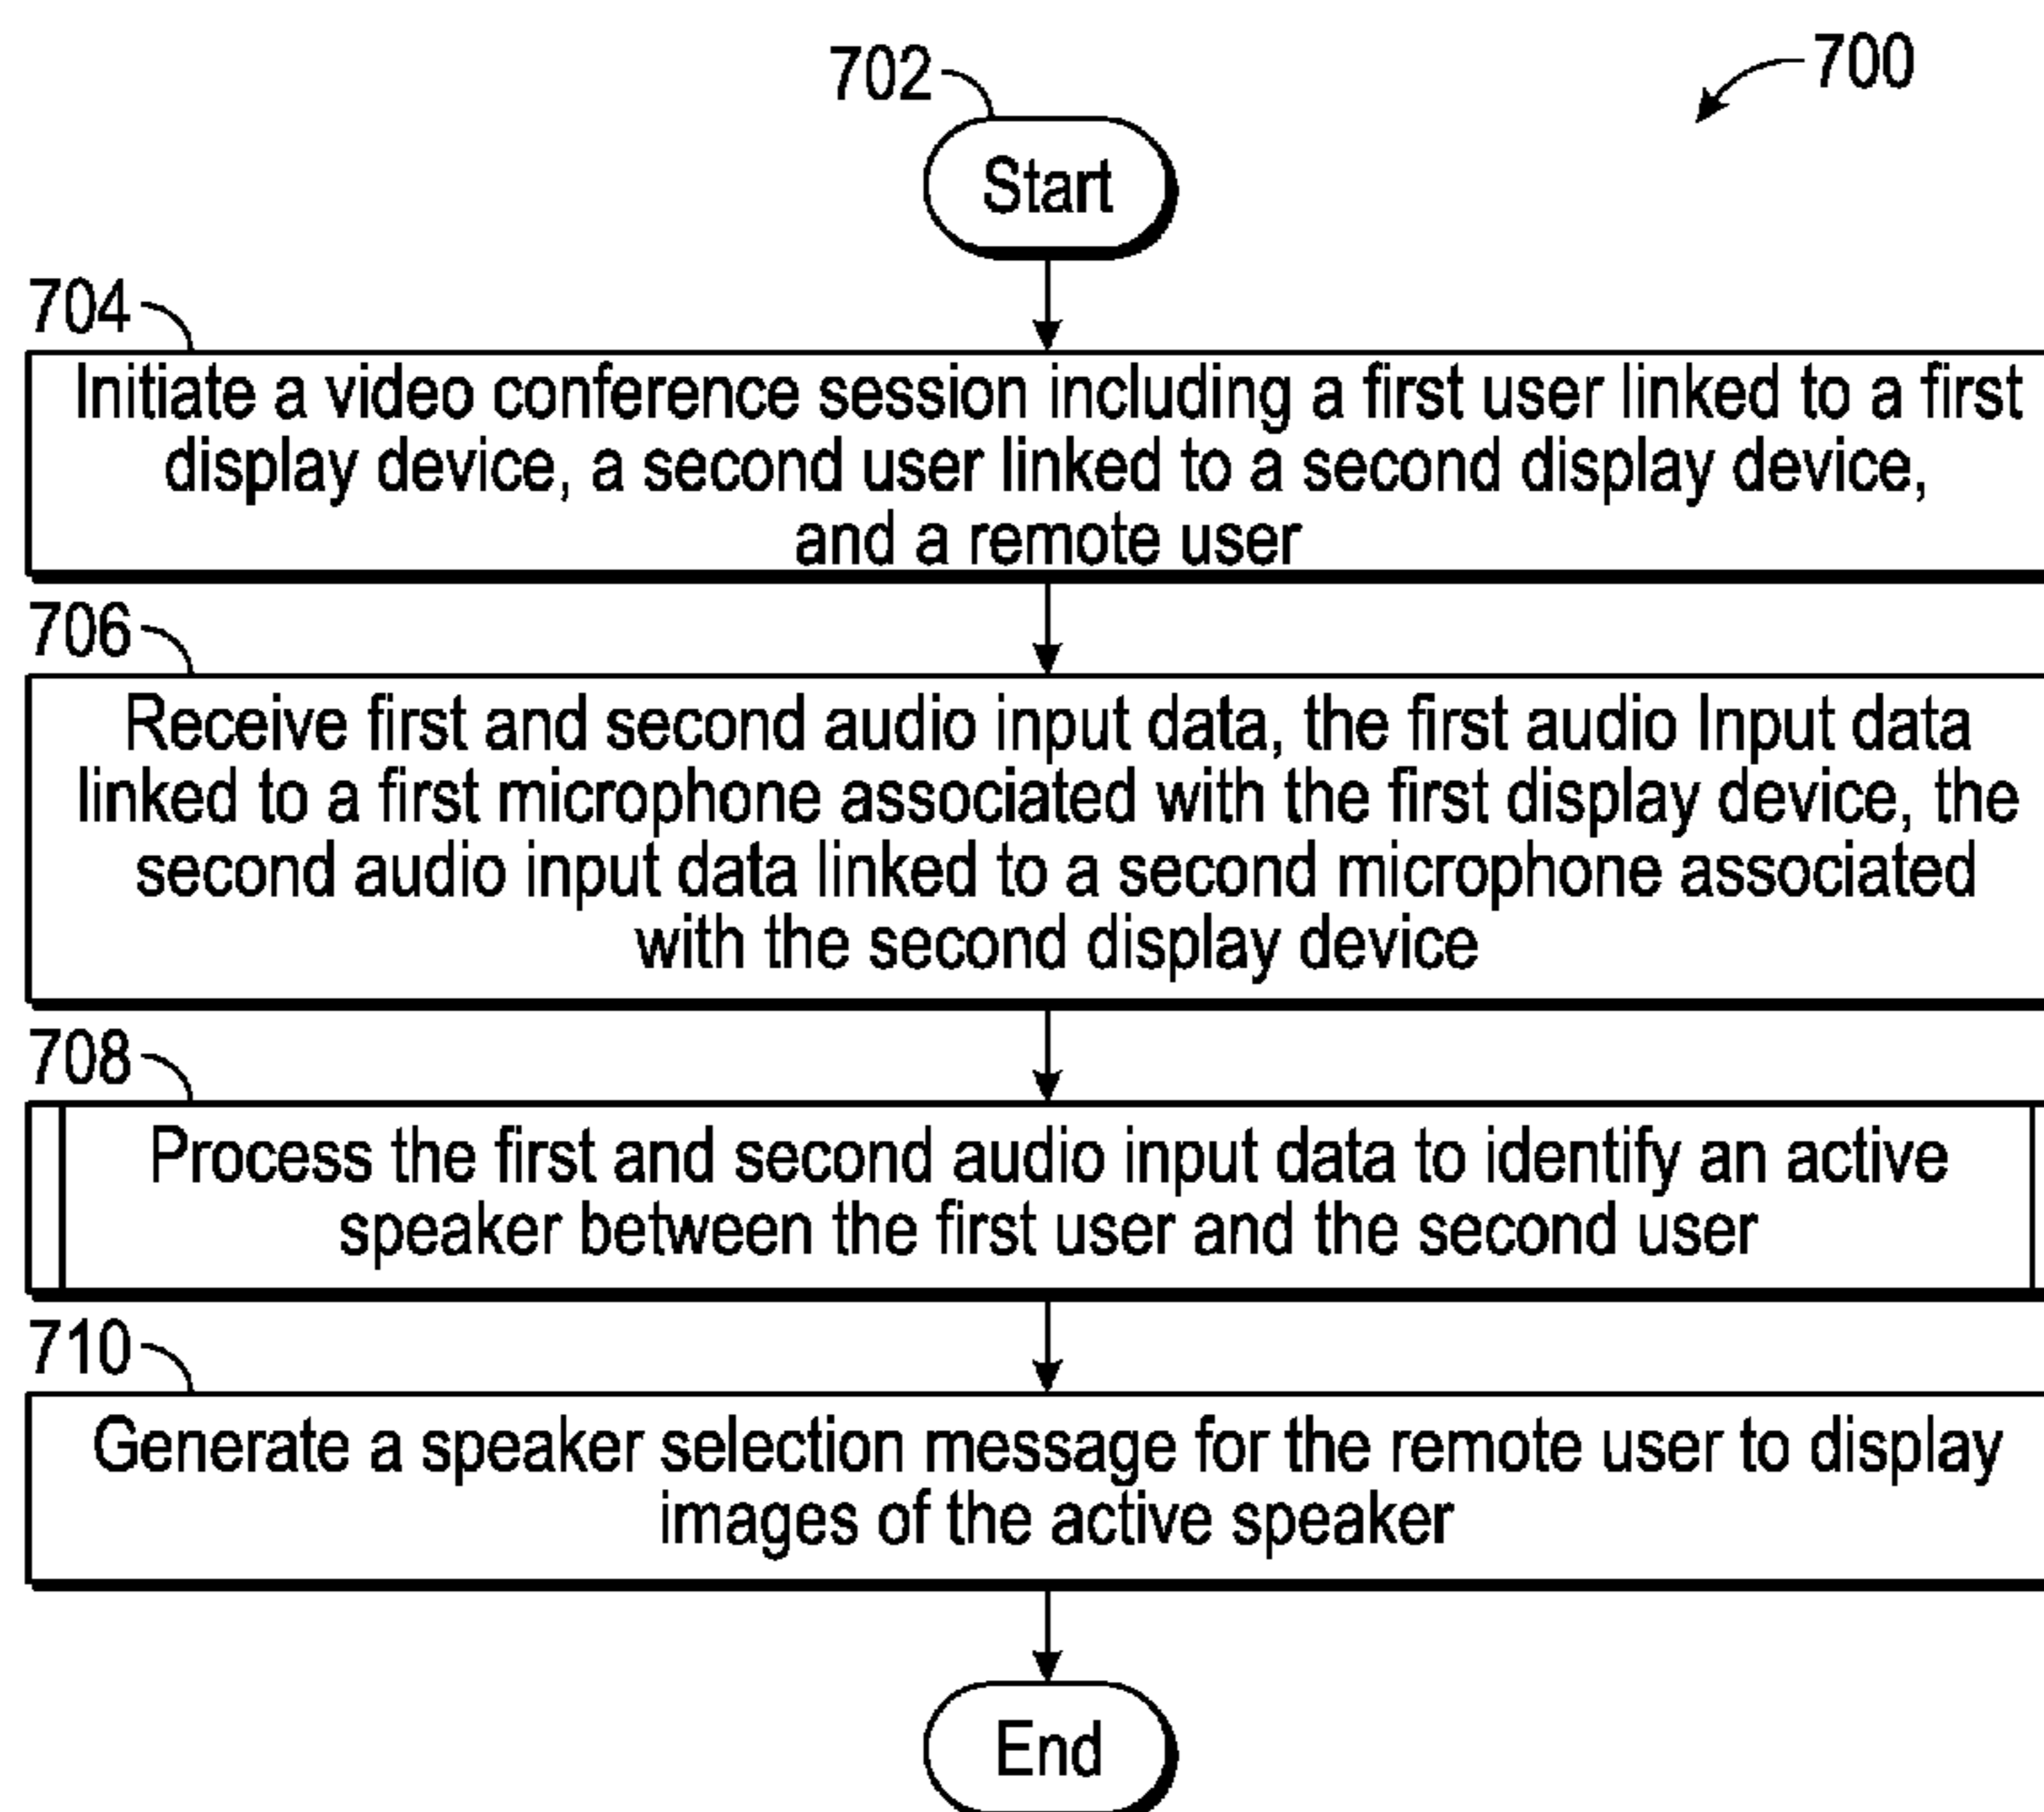 702
700
Start
704
Initiate a video conference session including a first user linked to a first
display device, a second user linked to a second display device,
and a remote user
706
Receive first and second audio input data, the first audio Input data
linked to a first microphone associated with the first display device, the
second audio input data linked to a second microphone associated
with the second display device
708
Process the first and second audio input data to identify an active
speaker between the first user and the second user
710
Generate a speaker selection message for the remote user to display
images of the active speaker
End